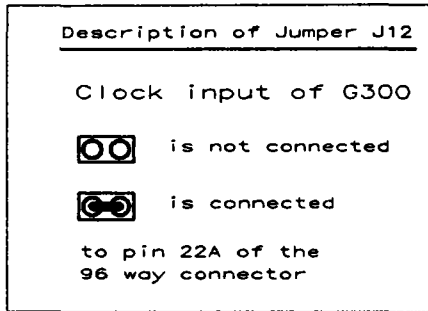 Description of Jumper J12
Clock input of G300
is not connected
is connected
to pin 22A of the
96 way connector